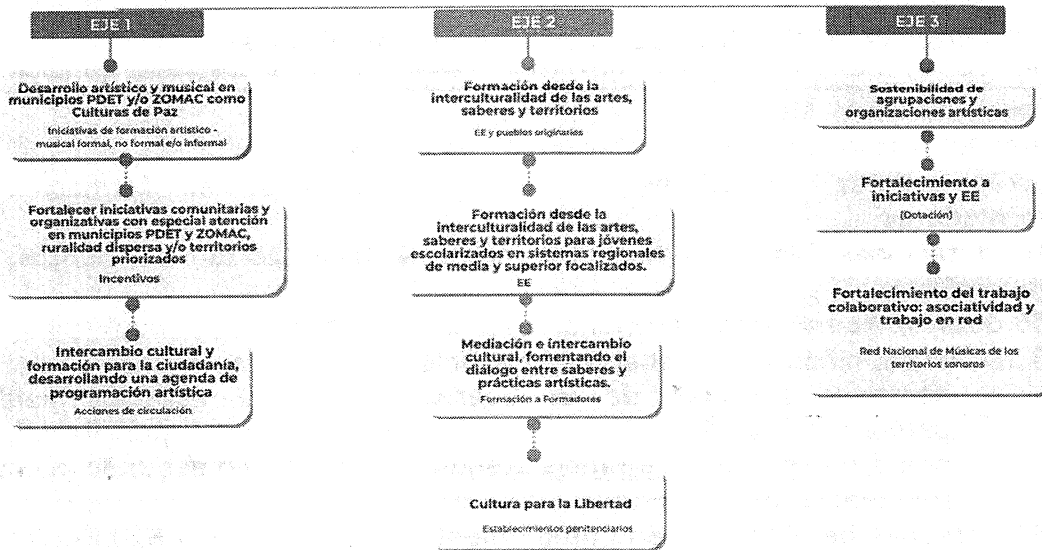 EJE 1
Desarrollo artístico y musical en
municipios PDET y/o ZOMAC como
Culturas de Paz
Iniciativas de formación artístico -
musical formal, no formal e/o informal
Fortalecer iniciativas comunitarias y
organizativas con especial atención
en municipios PDET y ZOMAC,
ruralidad dispersa y/o territorios
priorizados
Incentivos
Intercambio cultural y
formación para la ciudadanía,
desarrollando una agenda de
programación artística
Acciones de circulación
EJE 2
Formación desde la
interculturalidad de las artes,
saberes y territorios
EE y pueblos originarios
Formación desde la
interculturalidad de las artes,
saberes y territorios para jóvenes
escolarizados en sistemas regionales
de media y superior focalizados.
EE
Mediación e intercambio
cultural, fomentando el
diálogo entre saberes y
prácticas artísticas.
Formación a Formadores
Cultura para la Libertad
Establecimientos penitenciarios
EJE 3
Sostenibilidad de
agrupaciones y
organizaciones artísticas
Fortalecimiento a
iniciativas y EE
(Dotación)
Fortalecimiento del trabajo
colaborativo: asociatividad y
trabajo en red
Red Nacional de Músicas de los
territorios sonoros